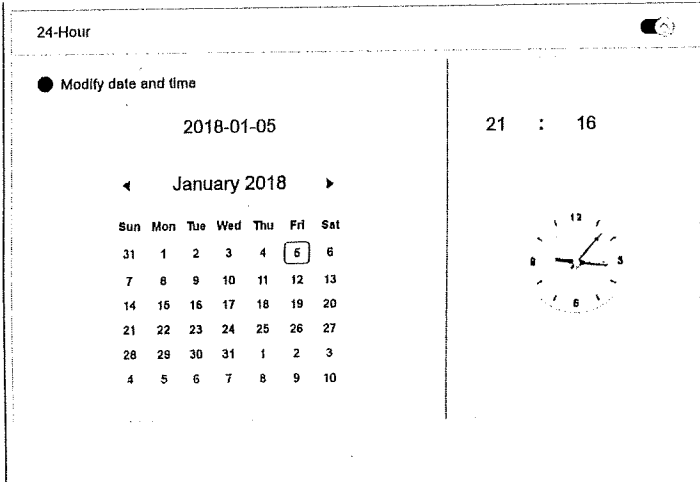 24-Hour
Modify date and time
2018-01-05
21 : 16
◀ January 2018 ▶
Sun Mon Tue Wed Thu Fri Sat
31 1 2 3 4 5 6
7 8 9 10 11 12 13
14 15 16 17 18 19 20
21 22 23 24 25 26 27
28 29 30 31 1 2 3
4 5 6 7 8 9 10
12
9 3
6